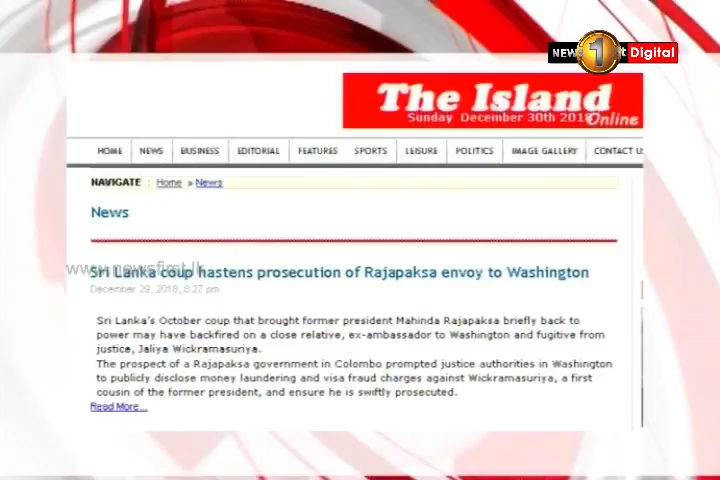 NEWS 1st Digital
The Island
Sunday December 30th 2018 Online
HOME NEWS BUSINESS EDITORIAL FEATURES SPORTS LEISURE POLITICS IMAGE GALLERY CONTACT
NAVIGATE : Home » News
News
www.newsfirst.lk
Sri Lanka coup hastens prosecution of Rajapaksa envoy to Washington
December 29, 2018, 8:27 pm
Sri Lanka's October coup that brought former president Mahinda Rajapaksa briefly back to
power may have backfired on a close relative, ex-ambassador to Washington and fugitive from
justice, Jaliya Wickramasuriya.
The prospect of a Rajapaksa government in Colombo prompted justice authorities in Washington
to publicly disclose money laundering and visa fraud charges against Wickramasuriya, a first
cousin of the former president, and ensure he is swiftly prosecuted.
Read More...